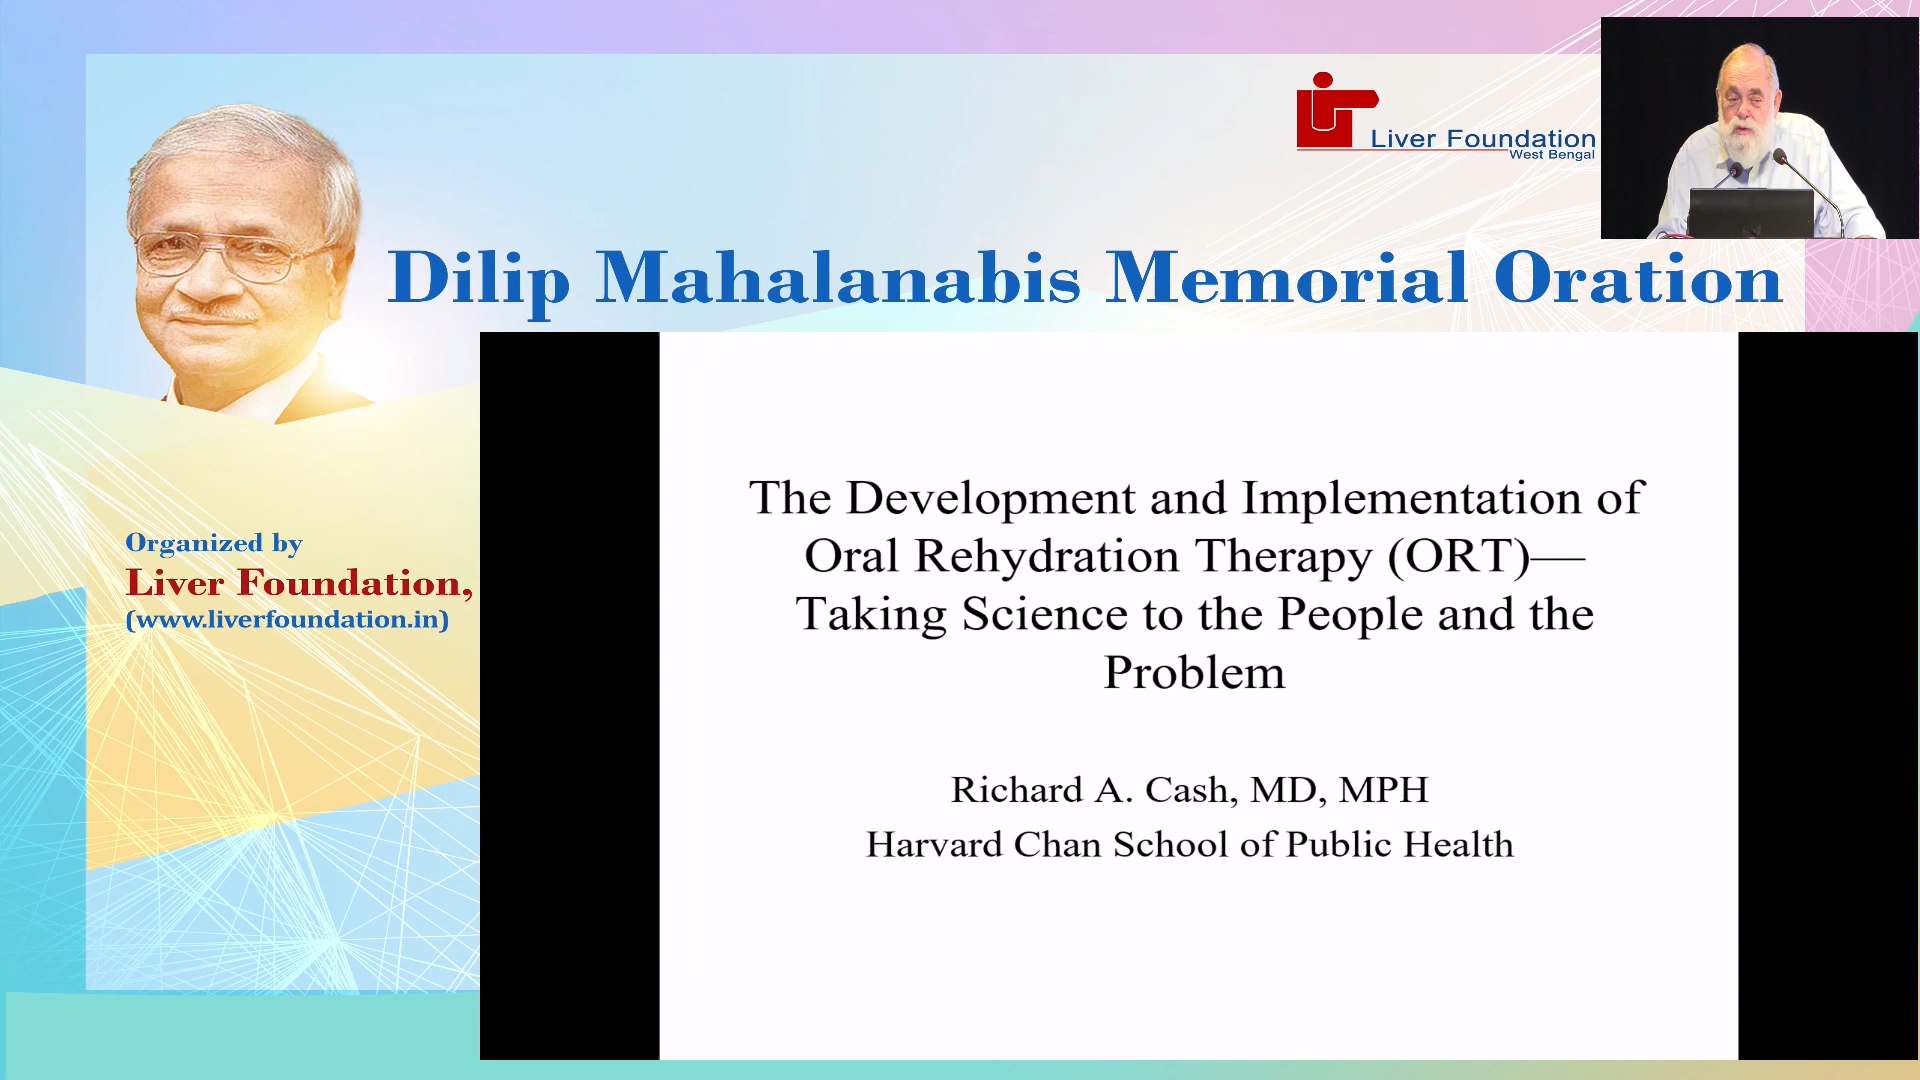 Liver Foundation
West Bengal
Dilip Mahalanabis Memorial Oration
Organized by
Liver Foundation,
(www.liverfoundation.in)
The Development and Implementation of
Oral Rehydration Therapy (ORT)—
Taking Science to the People and the
Problem
Richard A. Cash, MD, MPH
Harvard Chan School of Public Health